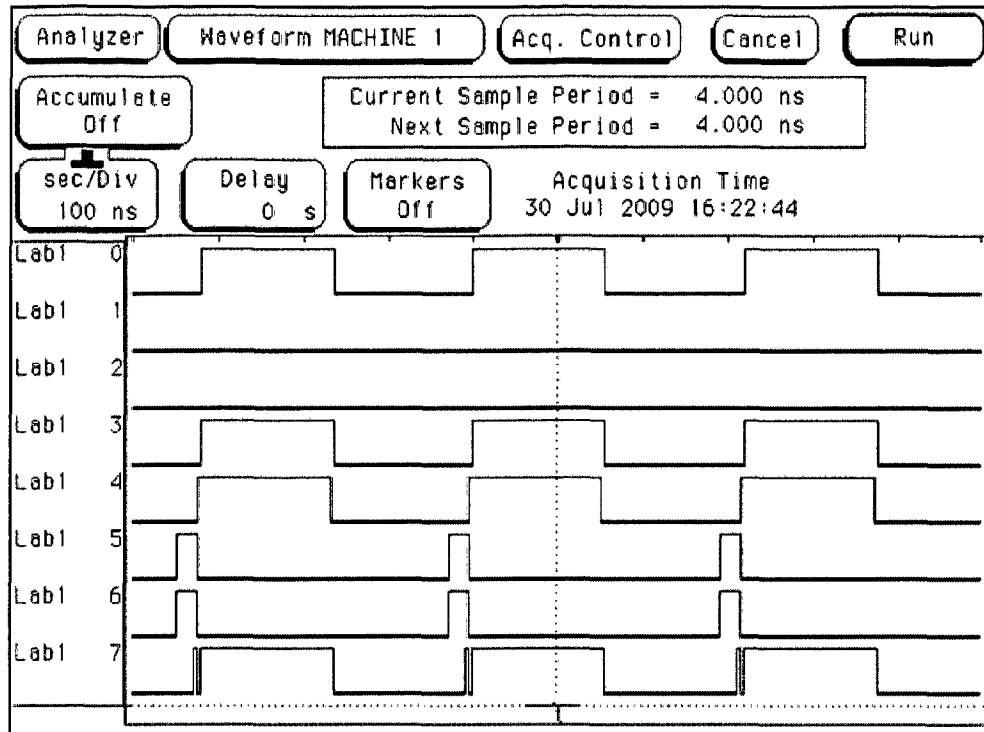 Analyzer Waveform MACHINE 1 Acq. Control Cancel Run
Accumulate
Off
Current Sample Period = 4.000 ns
Next Sample Period = 4.000 ns
sec/Div
100 ns
Delay
0 s
Markers
Off
Acquisition Time
30 Jul 2009 16:22:44
Lab1 0
Lab1 1
Lab1 2
Lab1 3
Lab1 4
Lab1 5
Lab1 6
Lab1 7